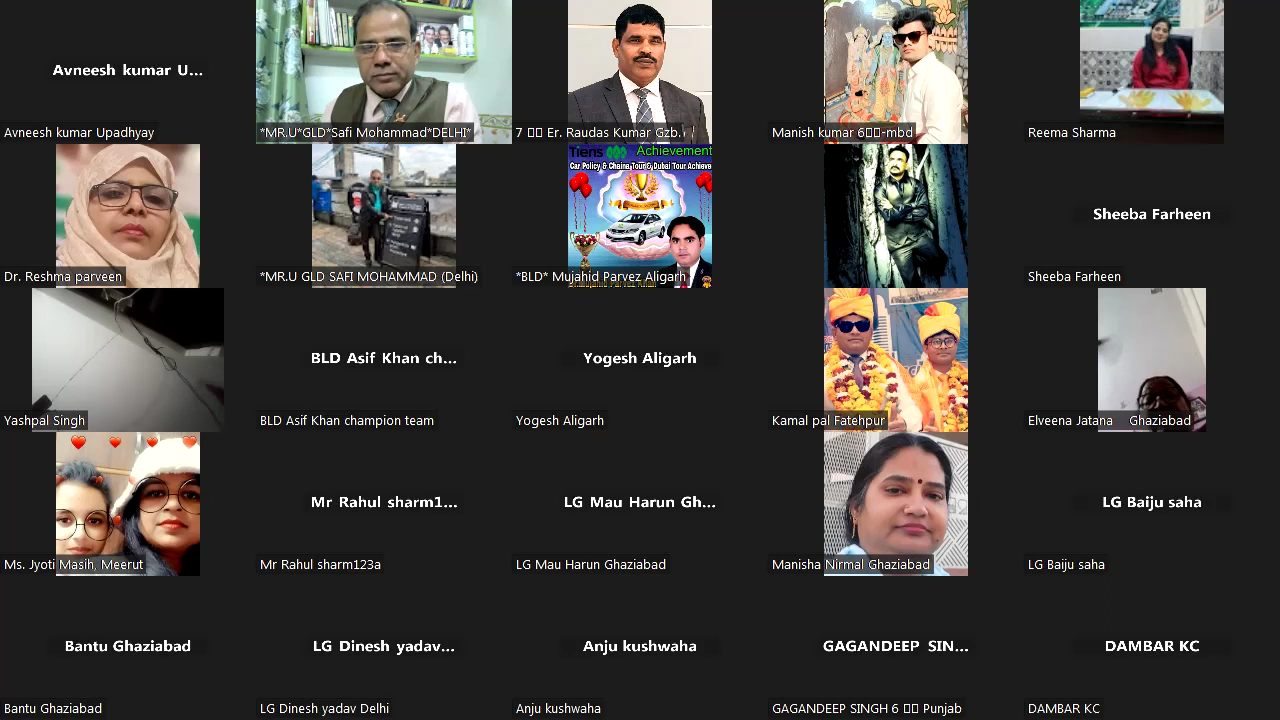 Avneesh kumar U...
Avneesh kumar Upadhyay
*MR.U*GLD*Safi Mohammad*DELHI*
7 ▯▯ Er. Raudas Kumar Gzb.
Manish kumar 6▯▯-mbd
Reema Sharma
Dr. Reshma parveen
*MR.U GLD SAFI MOHAMMAD (Delhi)
Tiens
Achievement
Car Policy & Chaina Tour & Dubai Tour Achieve
*BLD* Mujahid Parvez Aligarh
Sheeba Farheen
Sheeba Farheen
Yashpal Singh
BLD Asif Khan ch...
BLD Asif Khan champion team
Yogesh Aligarh
Yogesh Aligarh
Kamal pal Fatehpur
Elveena Jatana Ghaziabad
Ms. Jyoti Masih, Meerut
Mr Rahul sharm1...
Mr Rahul sharm123a
LG Mau Harun Gh...
LG Mau Harun Ghaziabad
Manisha Nirmal Ghaziabad
LG Baiju saha
LG Baiju saha
Bantu Ghaziabad
Bantu Ghaziabad
LG Dinesh yadav...
LG Dinesh yadav Delhi
Anju kushwaha
Anju kushwaha
GAGANDEEP SIN...
GAGANDEEP SINGH 6 ▯▯ Punjab
DAMBAR KC
DAMBAR KC